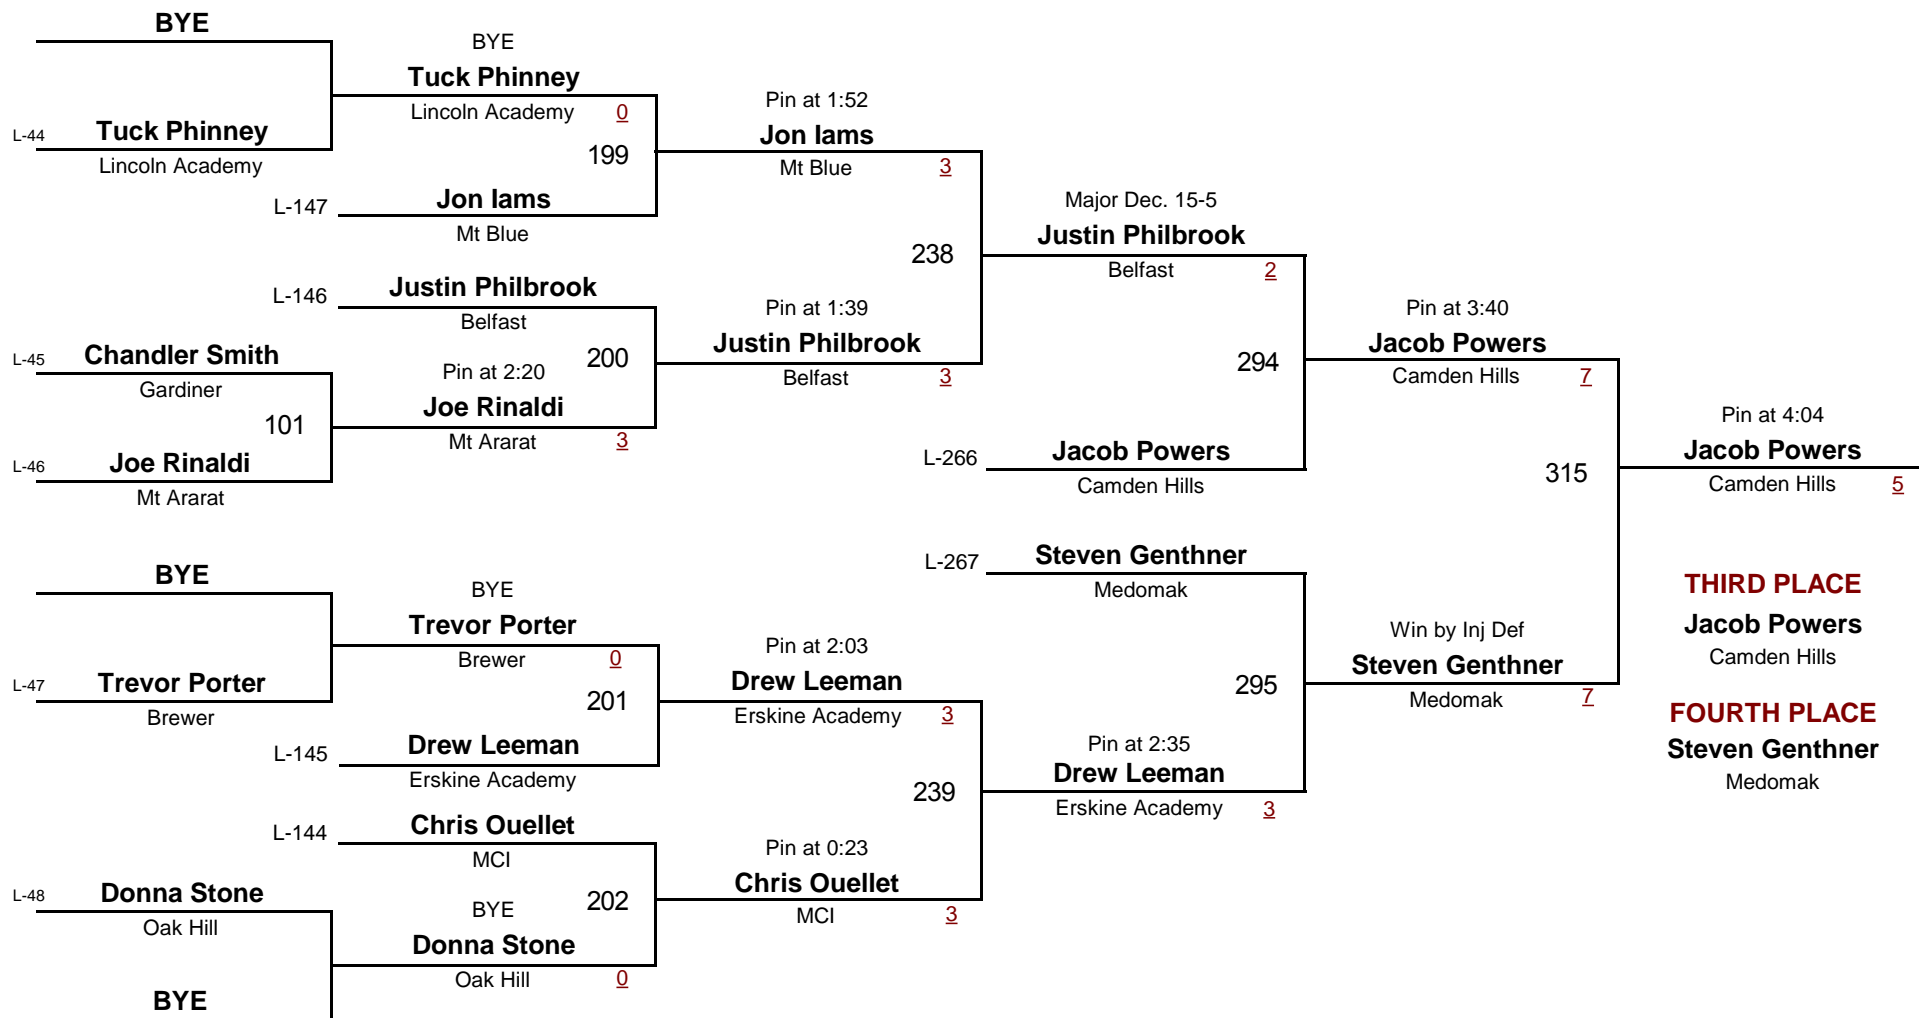 BYE
BYE
Tuck Phinney
Lincoln Academy 0
L-44 Tuck Phinney
Lincoln Academy
199
Pin at 1:52
Jon Iams
Mt Blue 3
L-147 Jon Iams
Mt Blue
238
Major Dec. 15-5
Justin Philbrook
Belfast 2
L-146 Justin Philbrook
Belfast
Pin at 1:39
Justin Philbrook
Belfast 3
200
L-45 Chandler Smith
Gardiner
Pin at 2:20
Joe Rinaldi
Mt Ararat 3
101
L-46 Joe Rinaldi
Mt Ararat
294
Pin at 3:40
Jacob Powers
Camden Hills 7
L-266 Jacob Powers
Camden Hills
315
Pin at 4:04
Jacob Powers
Camden Hills 5
L-267 Steven Genthner
Medomak
BYE
BYE
Trevor Porter
Brewer 0
L-47 Trevor Porter
Brewer
201
Pin at 2:03
Drew Leeman
Erskine Academy 3
L-145 Drew Leeman
Erskine Academy
295
Win by Inj Def
Steven Genthner
Medomak 7
239
Pin at 2:35
Drew Leeman
Erskine Academy 3
L-144 Chris Ouellet
MCI
Pin at 0:23
Chris Ouellet
MCI 3
202
L-48 Donna Stone
Oak Hill
BYE
Donna Stone
Oak Hill 0
BYE
THIRD PLACE
Jacob Powers
Camden Hills
FOURTH PLACE
Steven Genthner
Medomak